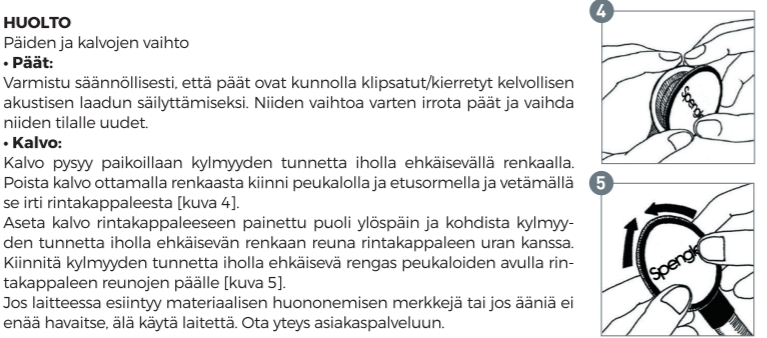 HUOLTO
Päiden ja kalvojen vaihto
• Päät:
Varmistu säännöllisesti, että päät ovat kunnolla klipsatut/kierretyt kelvollisen
akustisen laadun säilyttämiseksi. Niiden vaihtoa varten irrota päät ja vaihda
niiden tilalle uudet.
• Kalvo:
Kalvo pysyy paikoillaan kylmyyden tunnetta iholla ehkäisevällä renkaalla.
Poista kalvo ottamalla renkaasta kiinni peukalolla ja etusormella ja vetämällä
se irti rintakappaleesta [kuva 4].
Aseta kalvo rintakappaleeseen painettu puoli ylöspäin ja kohdista kylmyy-
den tunnetta iholla ehkäisevän renkaan reuna rintakappaleen uran kanssa.
Kiinnitä kylmyyden tunnetta iholla ehkäisevä rengas peukaloiden avulla rin-
takappaleen reunojen päälle [kuva 5].
Jos laitteessa esiintyy materiaalisen huononemisen merkkejä tai jos ääniä ei
enää havaitse, älä käytä laitetta. Ota yteys asiakaspalveluun.
4
Spengle
5
Spengle